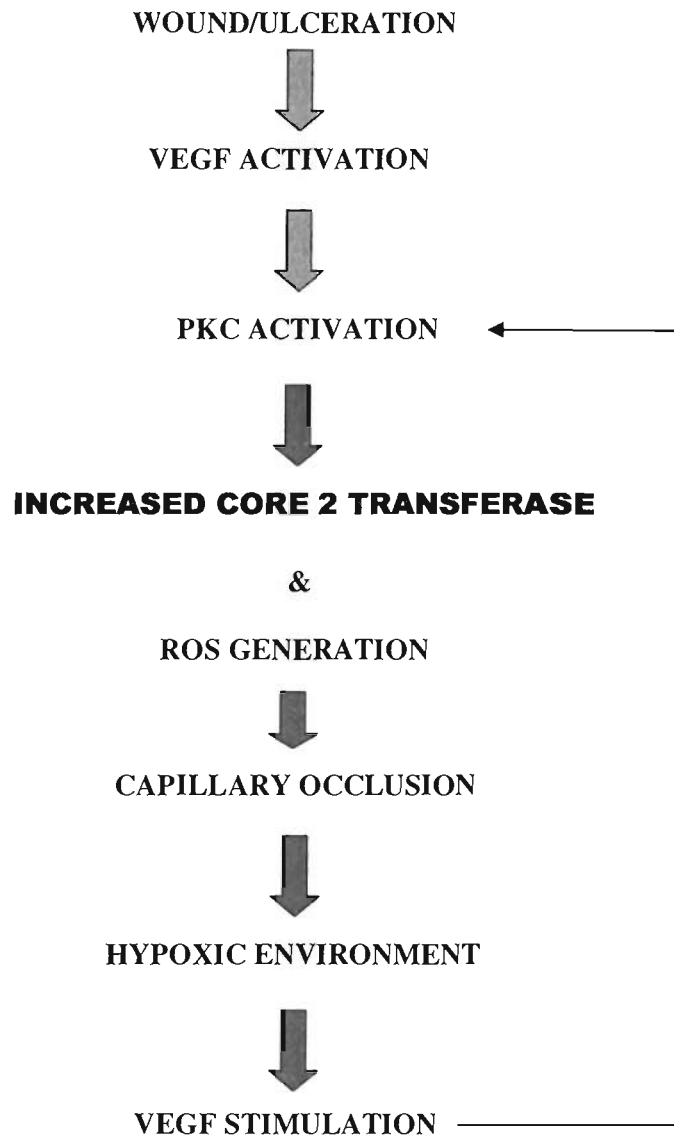 WOUND/ULCERATION
VEGF ACTIVATION
PKC ACTIVATION
INCREASED CORE 2 TRANSFERASE
&
ROS GENERATION
CAPILLARY OCCLUSION
HYPOXIC ENVIRONMENT
VEGF STIMULATION